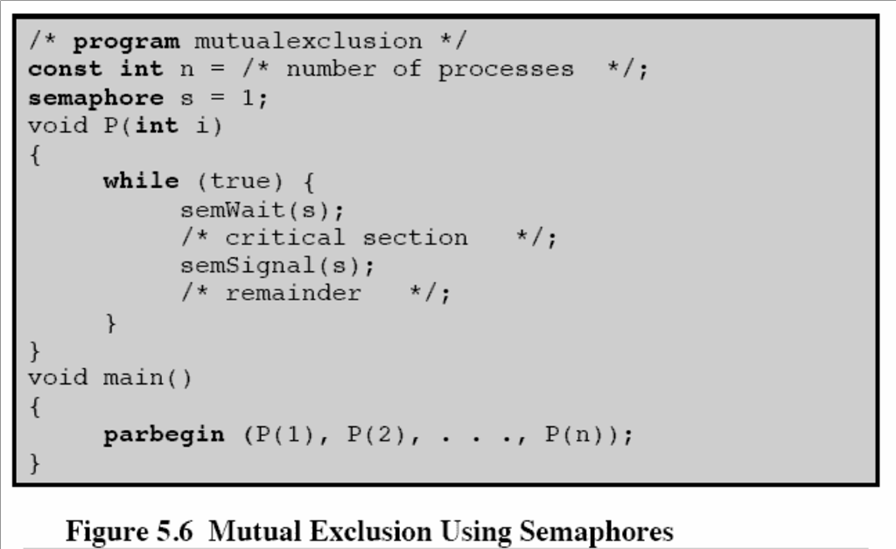 /* program mutualexclusion */
const int n = /* number of processes */;
semaphore s = 1;
void P(int i)
{
while (true) {
semWait(s);
/* critical section */;
semSignal(s);
/* remainder */;
}
}
void main()
{
parbegin (P(1), P(2), . . ., P(n));
}
Figure 5.6 Mutual Exclusion Using Semaphores